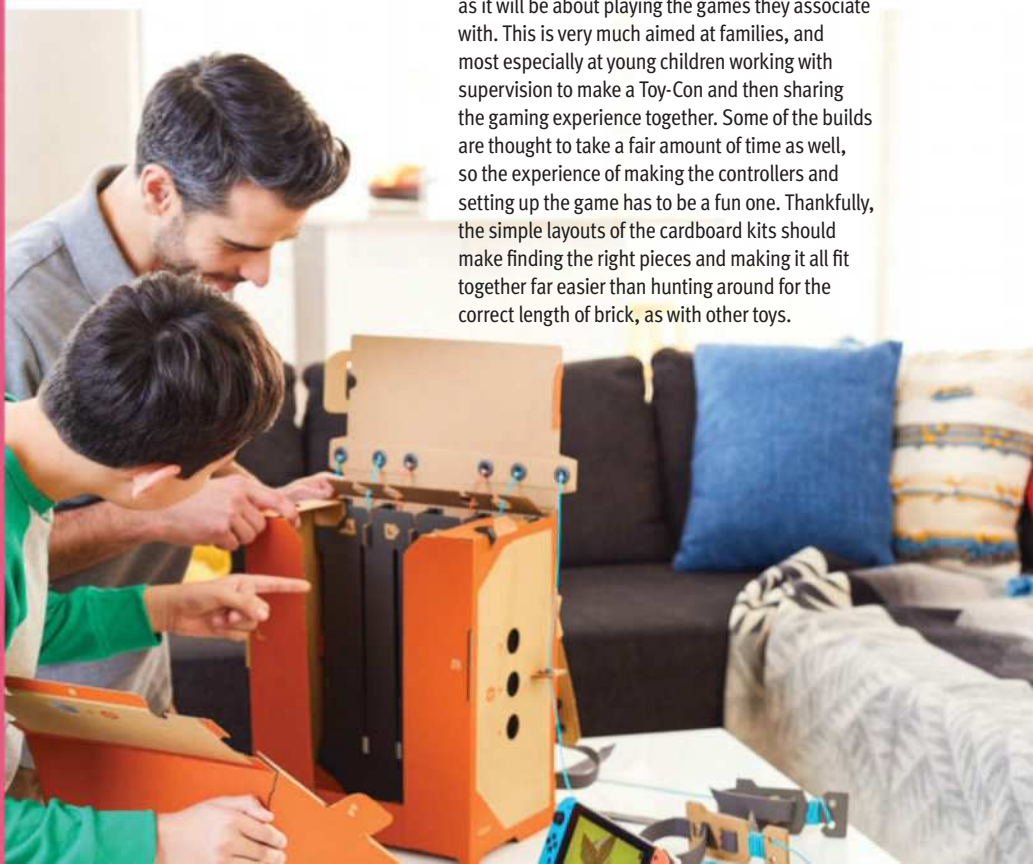 as it will be about playing the games they associate
with. This is very much aimed at families, and
most especially at young children working with
supervision to make a Toy-Con and then sharing
the gaming experience together. Some of the builds
are thought to take a fair amount of time as well,
so the experience of making the controllers and
setting up the game has to be a fun one. Thankfully,
the simple layouts of the cardboard kits should
make finding the right pieces and making it all fit
together far easier than hunting around for the
correct length of brick, as with other toys.